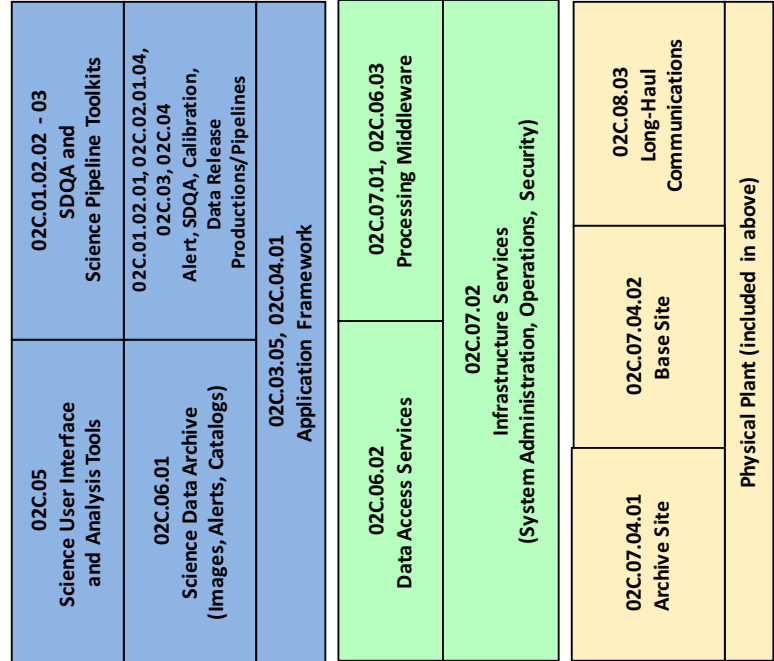 02C.05
Science User Interface
and Analysis Tools
02C.01.02.02 - 03
SDQA and
Science Pipeline Toolkits
02C.06.01
Science Data Archive
(Images, Alerts, Catalogs)
02C.01.02.01, 02C.02.01.04,
02C.03, 02C.04
Alert, SDQA, Calibration,
Data Release
Productions/Pipelines
02C.03.05, 02C.04.01
Application Framework
02C.06.02
Data Access Services
02C.07.01, 02C.06.03
Processing Middleware
02C.07.02
Infrastructure Services
(System Administration, Operations, Security)
02C.07.04.01
Archive Site
02C.07.04.02
Base Site
02C.08.03
Long-Haul
Communications
Physical Plant (included in above)